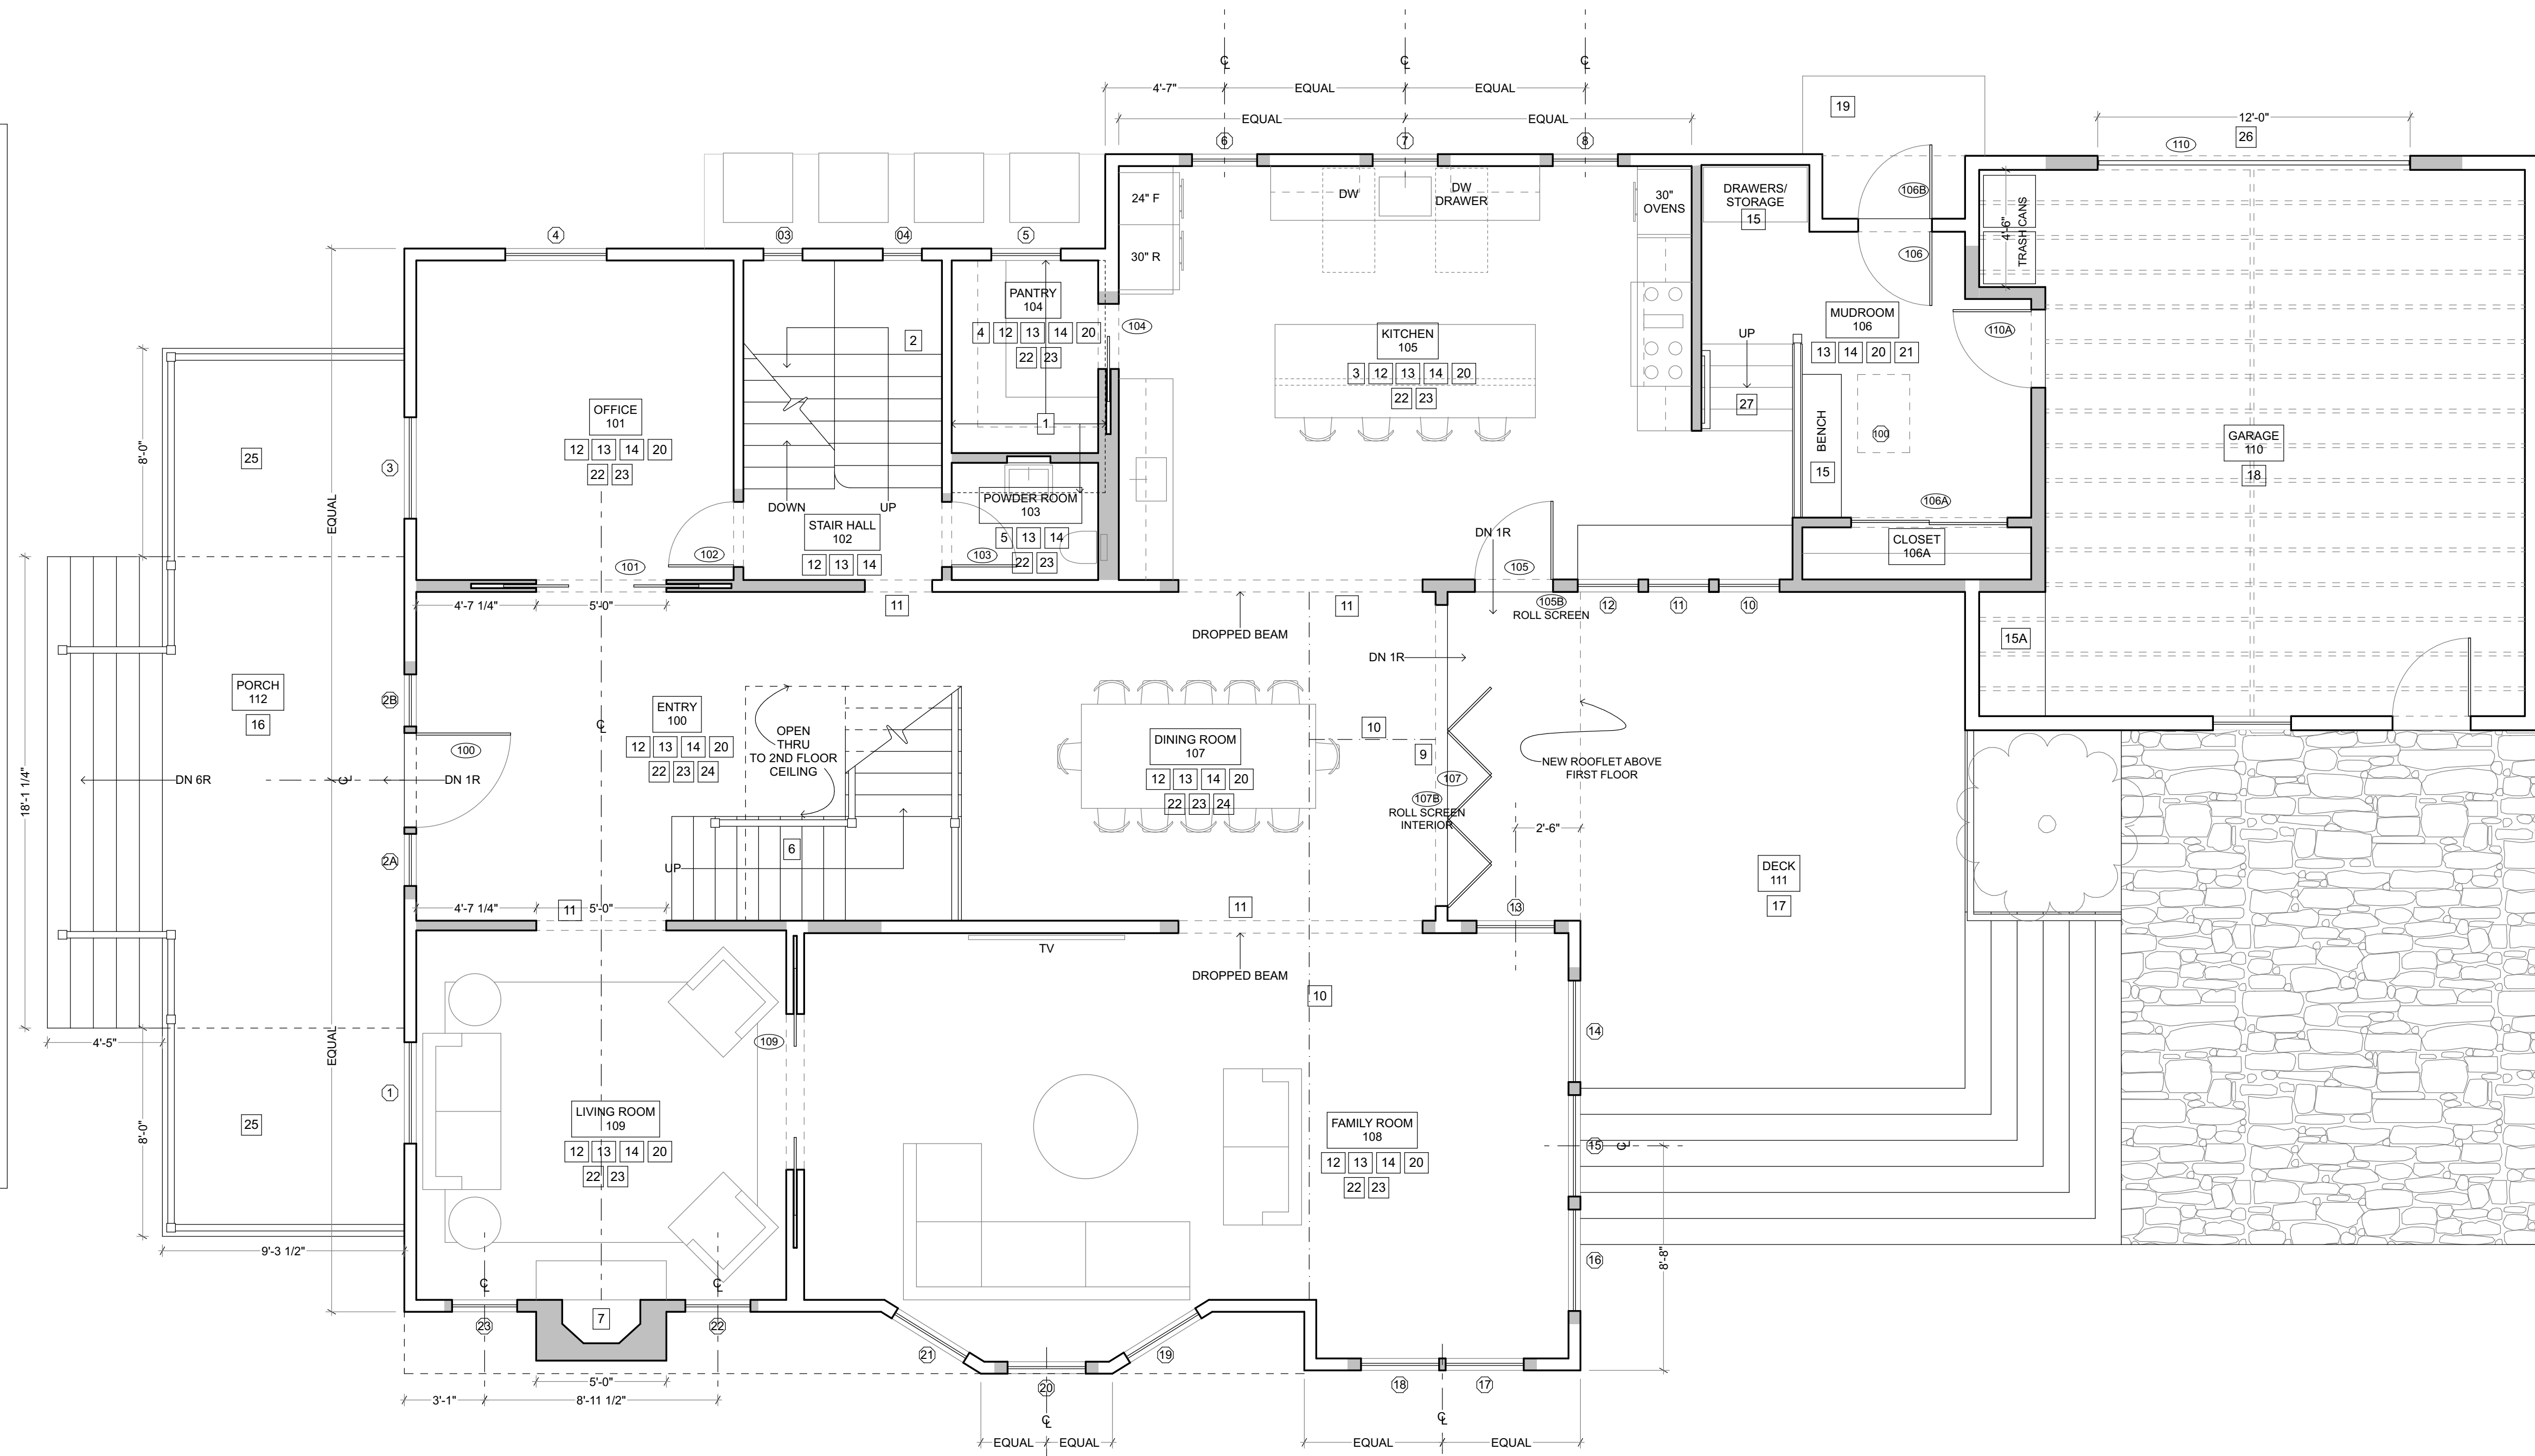 ℄
℄
℄
4'-7"
EQUAL
EQUAL
EQUAL
EQUAL
19
12'-0"
26
110
6
7
8
24" F
30" R
DW
DW
DRAWER
30"
OVENS
DRAWERS/
STORAGE
15
106B
106
4'-6"
TRASH CANS
4
03
04
5
PANTRY
104
4 12 13 14 20
22 23
104
2
1
KITCHEN
105
3 12 13 14 20
22 23
UP
27
MUDROOM
106
13 14 20 21
110A
BENCH
15
100
106A
CLOSET
106A
GARAGE
110
18
OFFICE
101
12 13 14 20
22 23
8'-0"
25
3
EQUAL
DOWN
UP
STAIR HALL
102
12 13 14
POWDER ROOM
103
5 13 14
22 23
103
102
101
DN 1R
105
105B
ROLL SCREEN
12
11
10
4'-7 1/4"
5'-0"
11
11
DROPPED BEAM
DN 1R
15A
PORCH
112
16
2B
100
DN 6R
℄
DN 1R
18'-1 1/4"
2A
℄
ENTRY
100
12 13 14 20
22 23 24
OPEN
THRU
TO 2ND FLOOR
CEILING
6
UP
DINING ROOM
107
12 13 14 20
22 23 24
10
9
107
107B
ROLL SCREEN
INTERIOR
NEW ROOFLET ABOVE
FIRST FLOOR
2'-6"
13
DECK
111
17
4'-7 1/4"
11
5'-0"
11
TV
DROPPED BEAM
10
4'-5"
109
1
EQUAL
8'-0"
25
LIVING ROOM
109
12 13 14 20
22 23
FAMILY ROOM
108
12 13 14 20
22 23
14
15
℄
16
8'-8"
9'-3 1/2"
℄
℄
7
23
22
21
19
20
18
17
5'-0"
3'-1"
8'-11 1/2"
℄
℄
EQUAL
EQUAL
EQUAL
EQUAL